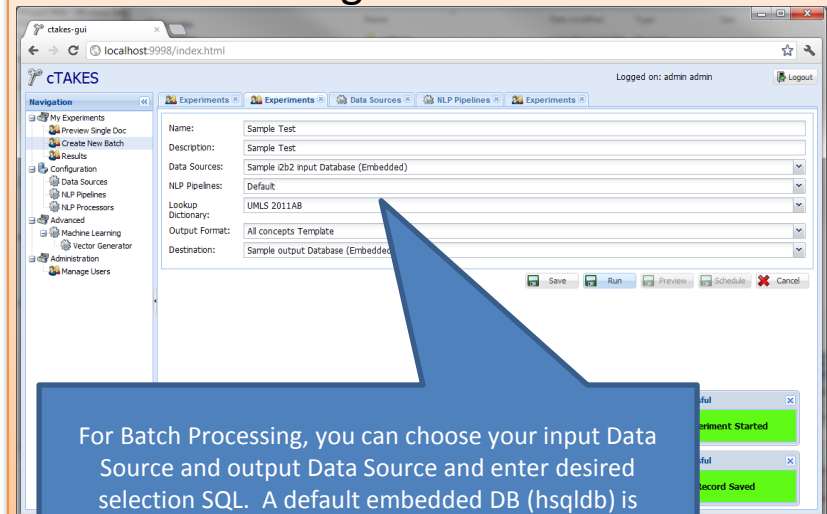 ctakes-gui
localhost:9998/index.html
cTAKES
Logged on: admin admin
Logout
Navigation
Experiments
Experiments
Data Sources
NLP Pipelines
Experiments
My Experiments
Preview Single Doc
Create New Batch
Results
Configuration
Data Sources
NLP Pipelines
NLP Processors
Advanced
Machine Learning
Vector Generator
Administration
Manage Users
Name: Sample Test
Description: Sample Test
Data Sources: Sample i2b2 input Database (Embedded)
NLP Pipelines: Default
Lookup Dictionary: UMLS 2011AB
Output Format: All concepts Template
Destination: Sample output Database (Embedded
Save Run Preview Schedule Cancel
sful
eriment Started
sful
ecord Saved
For Batch Processing, you can choose your input Data
Source and output Data Source and enter desired
selection SQL. A default embedded DB (hsqldb) is